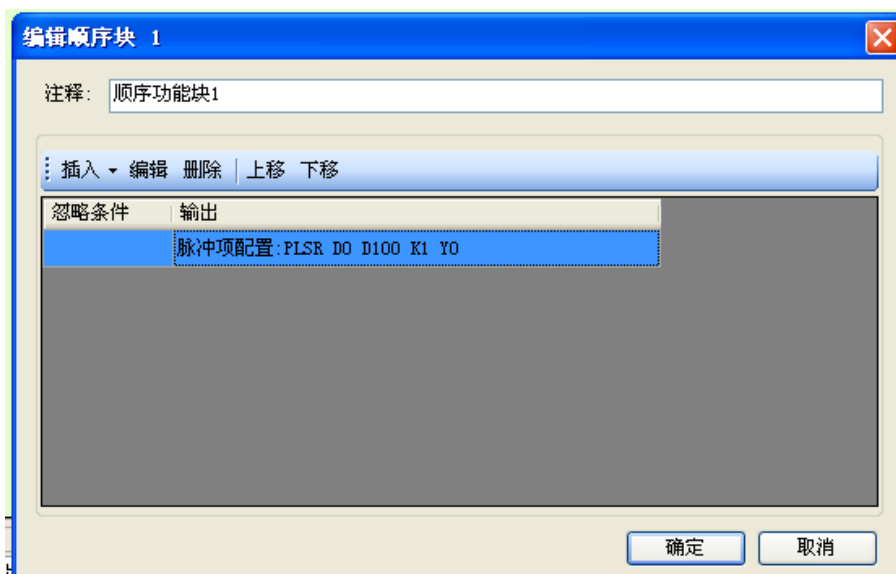 编辑顺序块 1
注释: 顺序功能块1
插入 编辑 删除 上移 下移
忽略条件 输出
脉冲项配置:PLSR D0 D100 K1 Y0
确定 取消